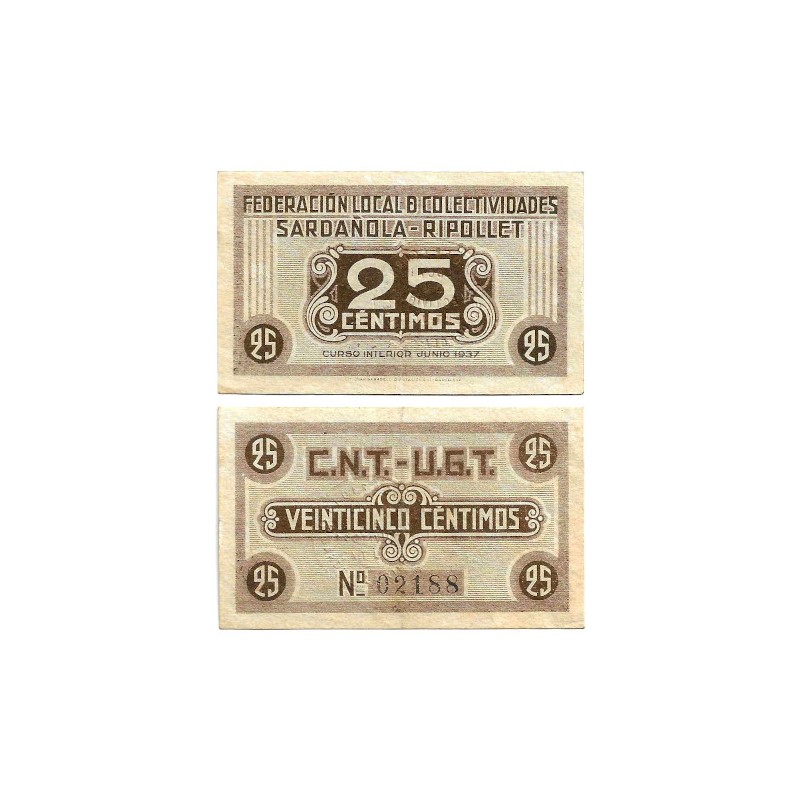 FEDERACIÓN LOCAL DE COLECTIVIDADES
SARDAÑOLA-RIPOLLET
25
CÉNTIMOS
25 25
CURSO INTERIOR JUNIO 1937
25 25
C.N.T.-U.G.T.
VEINTICINCO CÉNTIMOS
25 25
Nº 02188